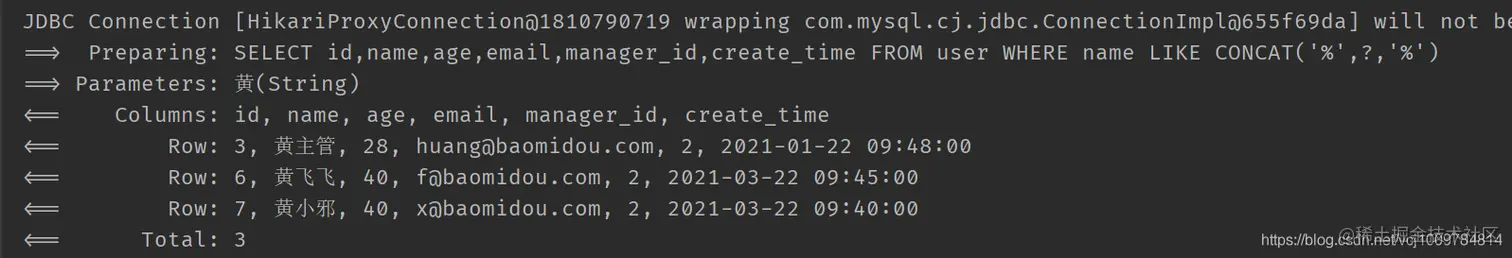 JDBC Connection [HikariProxyConnection@1810790719 wrapping com.mysql.cj.jdbc.ConnectionImpl@655f69da] will not be
==> Preparing: SELECT id,name,age,email,manager_id,create_time FROM user WHERE name LIKE CONCAT('%',?,'%')
==> Parameters: 黄(String)
<== Columns: id, name, age, email, manager_id, create_time
<== Row: 3, 黄主管, 28, huang@baomidou.com, 2, 2021-01-22 09:48:00
<== Row: 6, 黄飞飞, 40, f@baomidou.com, 2, 2021-03-22 09:45:00
<== Row: 7, 黄小邪, 40, x@baomidou.com, 2, 2021-03-22 09:40:00
<== Total: 3
@稀土掘金技术社区
https://blog.csdn.net/vcj1009784814